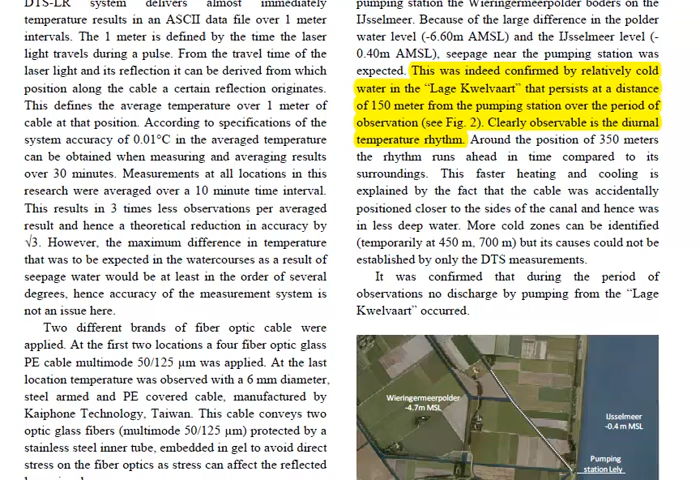 DTS-LR system delivers almost immediately
temperature results in an ASCII data file over 1 meter
intervals. The 1 meter is defined by the time the laser
light travels during a pulse. From the travel time of the
laser light and its reflection it can be derived from which
position along the cable a certain reflection originates.
This defines the average temperature over 1 meter of
cable at that position. According to specifications of the
system accuracy of 0.01°C in the averaged temperature
can be obtained when measuring and averaging results
over 30 minutes. Measurements at all locations in this
research were averaged over a 10 minute time interval.
This results in 3 times less observations per averaged
result and hence a theoretical reduction in accuracy by
√3. However, the maximum difference in temperature
that was to be expected in the watercourses as a result of
seepage water would be at least in the order of several
degrees, hence accuracy of the measurement system is
not an issue here.
Two different brands of fiber optic cable were
applied. At the first two locations a four fiber optic glass
PE cable multimode 50/125 µm was applied. At the last
location temperature was observed with a 6 mm diameter,
steel armed and PE covered cable, manufactured by
Kaiphone Technology, Taiwan. This cable conveys two
optic glass fibers (multimode 50/125 µm) protected by a
stainless steel inner tube, embedded in gel to avoid direct
stress on the fiber optics as stress can affect the reflected
pumping station the Wieringermeerpolder borders on the
IJsselmeer. Because of the large difference in the polder
water level (-6.60m AMSL) and the IJsselmeer level (-
0.40m AMSL), seepage near the pumping station was
expected. This was indeed confirmed by relatively cold
water in the “Lage Kwelvaart” that persists at a distance
of 150 meter from the pumping station over the period of
observation (see Fig. 2). Clearly observable is the diurnal
temperature rhythm. Around the position of 350 meters
the rhythm runs ahead in time compared to its
surroundings. This faster heating and cooling is
explained by the fact that the cable was accidentally
positioned closer to the sides of the canal and hence was
in less deep water. More cold zones can be identified
(temporarily at 450 m, 700 m) but its causes could not be
established by only the DTS measurements.
It was confirmed that during the period of
observations no discharge by pumping from the “Lage
Kwelvaart” occurred.
Wieringermeerpolder
-4.7m MSL
IJsselmeer
-0.4 m MSL
Pumping
station Lely